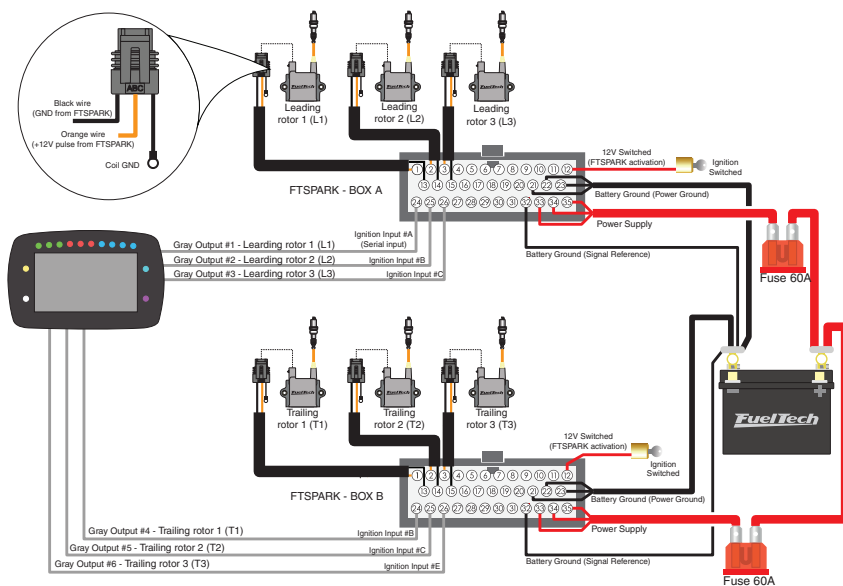 ABC
Black wire
(GND from FTSPARK)
Orange wire
(+12V pulse from FTSPARK)
Coil GND
FuelTech
Leading
rotor 1 (L1)
FuelTech
Leading
rotor 2 (L2)
FuelTech
Leading
rotor 3 (L3)
12V Switched
(FTSPARK activation)
Ignition
Switched
FTSPARK - BOX A
1 2 3 4 5 6 7 8 9 10 11 12
13 14 15 16 17 18 19 20 21 22 23
24 25 26 27 28 29 30 31 32 33 34 35
Battery Ground (Power Ground)
Power Supply
Battery Ground (Signal Reference)
Fuse 60A
Ignition Input #A
(Serial input)
Gray Output #1 - Learding rotor 1 (L1)
Gray Output #2 - Leading rotor 2 (L2)
Ignition Input #B
Gray Output #3 - Leading rotor 3 (L3)
Ignition Input #C
FuelTech
Trailing
rotor 1 (T1)
FuelTech
Trailing
rotor 2 (T2)
FuelTech
Trailing
rotor 3 (T3)
- +
FuelTech
12V Switched
(FTSPARK activation)
Ignition
Switched
FTSPARK - BOX B
1 2 3 4 5 6 7 8 9 10 11 12
13 14 15 16 17 18 19 20 21 22 23
24 25 26 27 28 29 30 31 32 33 34 35
Battery Ground (Power Ground)
Power Supply
Battery Ground (Signal Reference)
Fuse 60A
Gray Output #4 - Trailing rotor 1 (T1)
Ignition Input #B
Gray Output #5 - Trailing rotor 2 (T2)
Ignition Input #C
Gray Output #6 - Trailing rotor 3 (T3)
Ignition Input #E